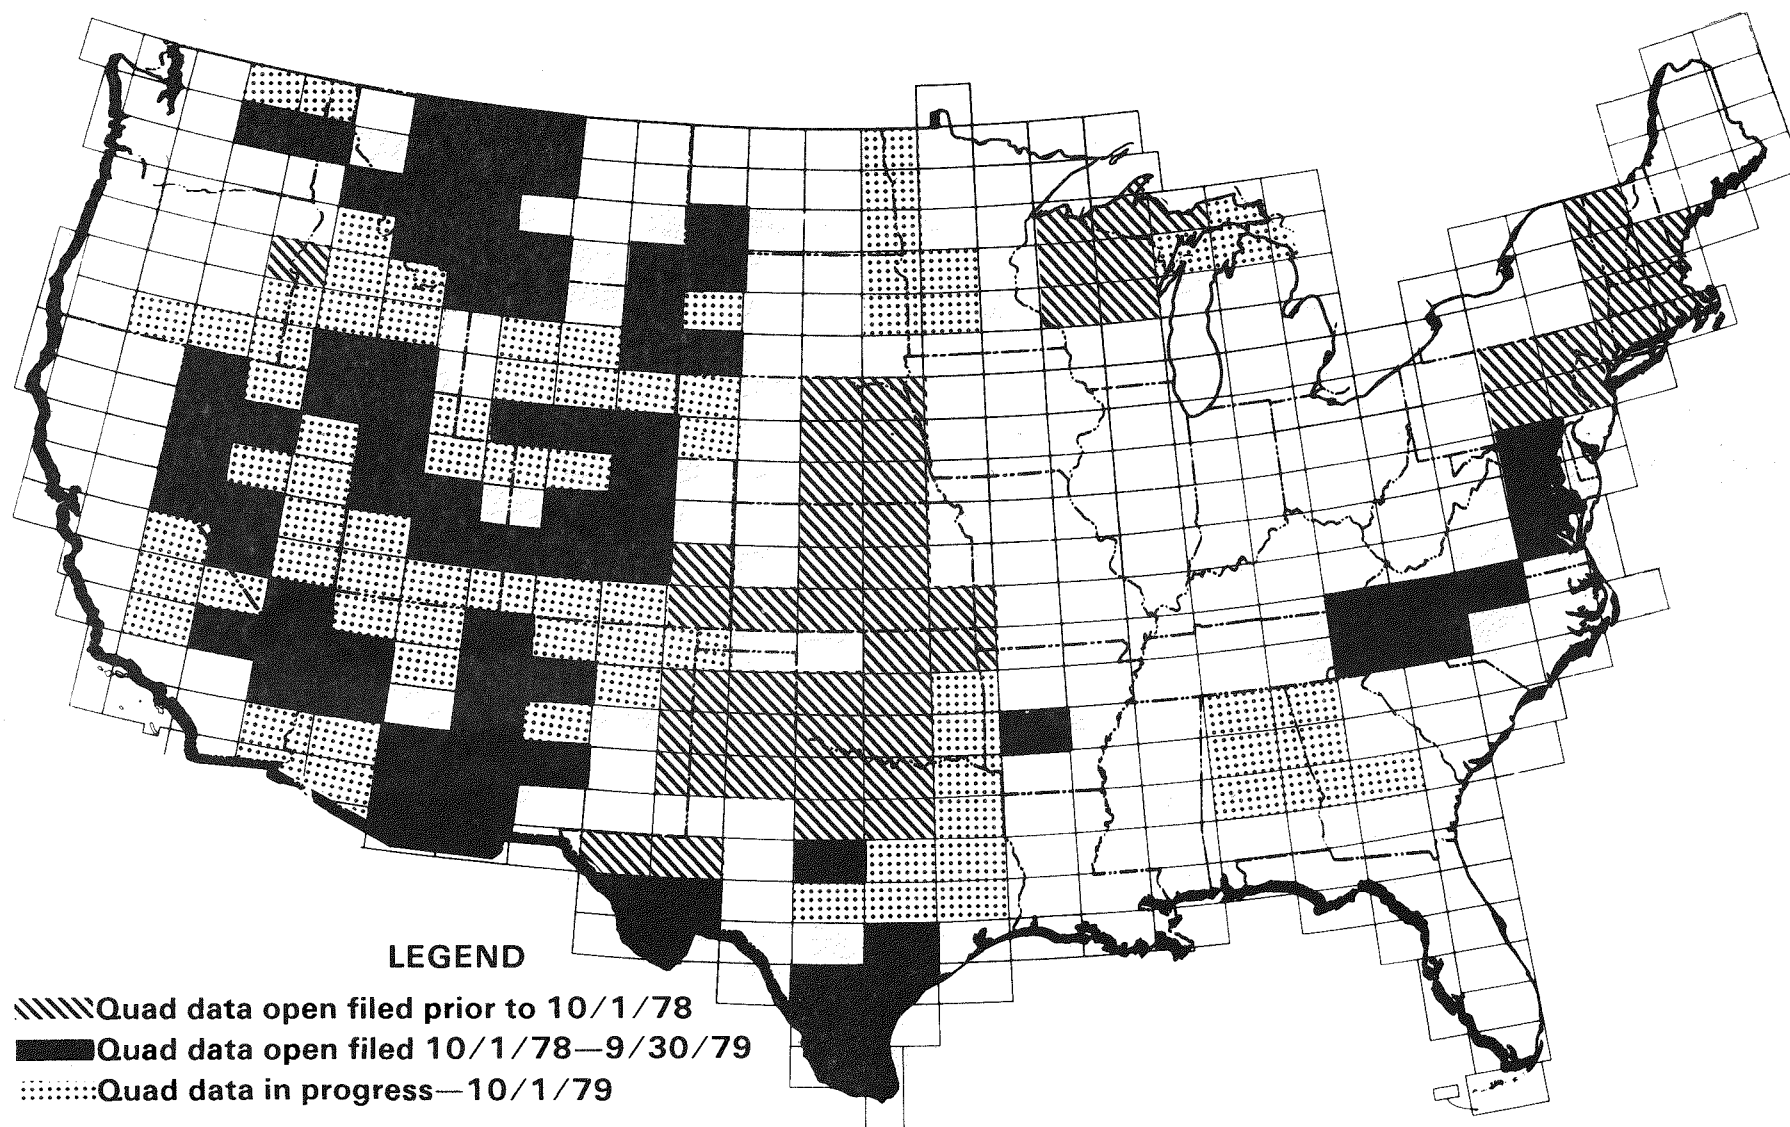 LEGEND
Quad data open filed prior to 10/1/78
Quad data open filed 10/1/78—9/30/79
Quad data in progress—10/1/79